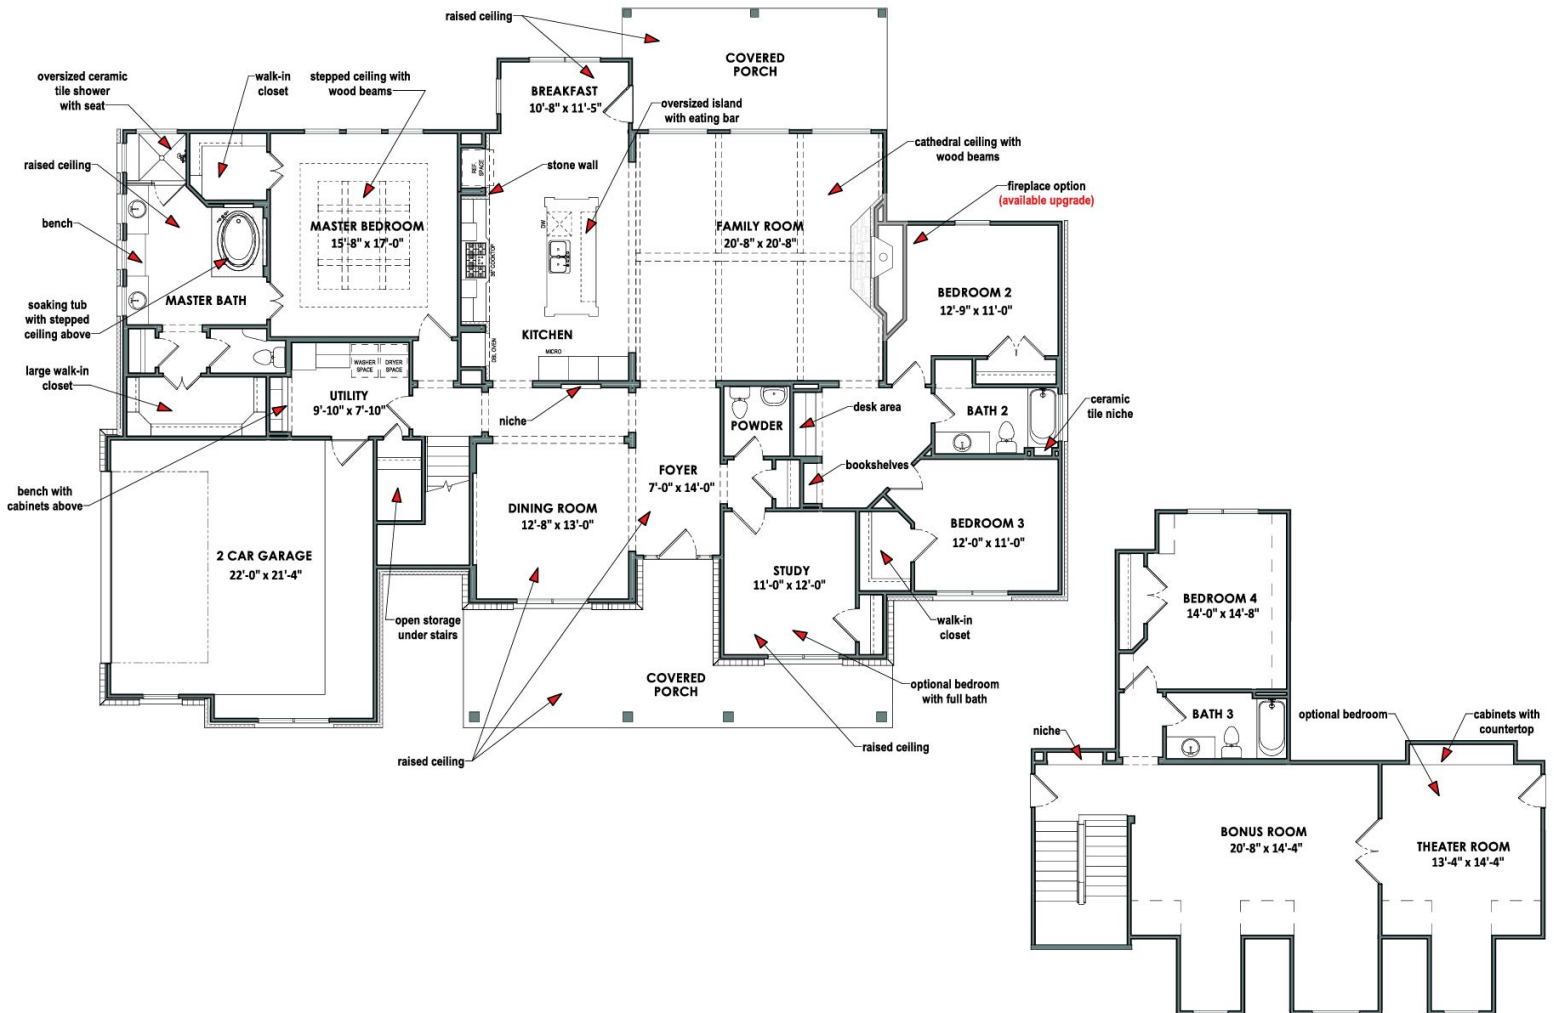 raised ceiling
COVERED
PORCH
oversized ceramic
tile shower
with seat
walk-in
closet
stepped ceiling with
wood beams
BREAKFAST
10'-8" x 11'-5"
oversized island
with eating bar
cathedral ceiling with
wood beams
raised ceiling
REF.
SPACE
stone wall
fireplace option
(available upgrade)
bench
MASTER BEDROOM
15'-8" x 17'-0"
DW
36" COOKTOP
FAMILY ROOM
20'-8" x 20'-8"
BEDROOM 2
12'-9" x 11'-0"
MASTER BATH
soaking tub
with stepped
ceiling above
KITCHEN
MICRO
DBL OVEN
WASHER
SPACE
DRYER
SPACE
large walk-in
closet
UTILITY
9'-10" x 7'-10"
niche
POWDER
desk area
BATH 2
ceramic
tile niche
bookshelves
FOYER
7'-0" x 14'-0"
bench with
cabinets above
DINING ROOM
12'-8" x 13'-0"
BEDROOM 3
12'-0" x 11'-0"
2 CAR GARAGE
22'-0" x 21'-4"
STUDY
11'-0" x 12'-0"
open storage
under stairs
walk-in
closet
COVERED
PORCH
optional bedroom
with full bath
raised ceiling
raised ceiling
BEDROOM 4
14'-0" x 14'-8"
BATH 3
optional bedroom
cabinets with
countertop
niche
BONUS ROOM
20'-8" x 14'-4"
THEATER ROOM
13'-4" x 14'-4"